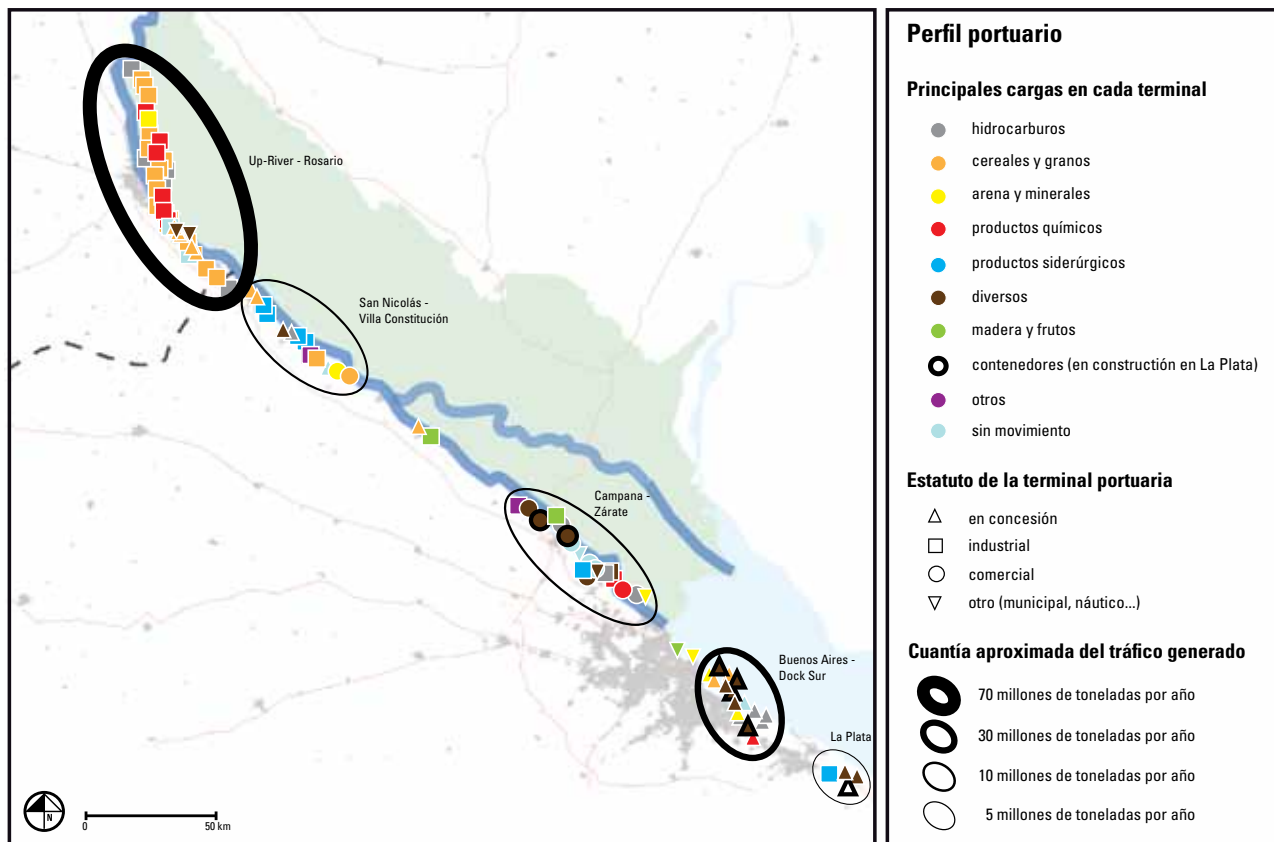 Up-River - Rosario
San Nicolás -
Villa Constitución
Campana -
Zárate
Buenos Aires -
Dock Sur
La Plata
N
0
50 km
Perfil portuario
Principales cargas en cada terminal
hidrocarburos
cereales y granos
arena y minerales
productos químicos
productos siderúrgicos
diversos
madera y frutos
contenedores (en constructión en La Plata)
otros
sin movimiento
Estatuto de la terminal portuaria
en concesión
industrial
comercial
otro (municipal, náutico...)
Cuantía aproximada del tráfico generado
70 millones de toneladas por año
30 millones de toneladas por año
10 millones de toneladas por año
5 millones de toneladas por año